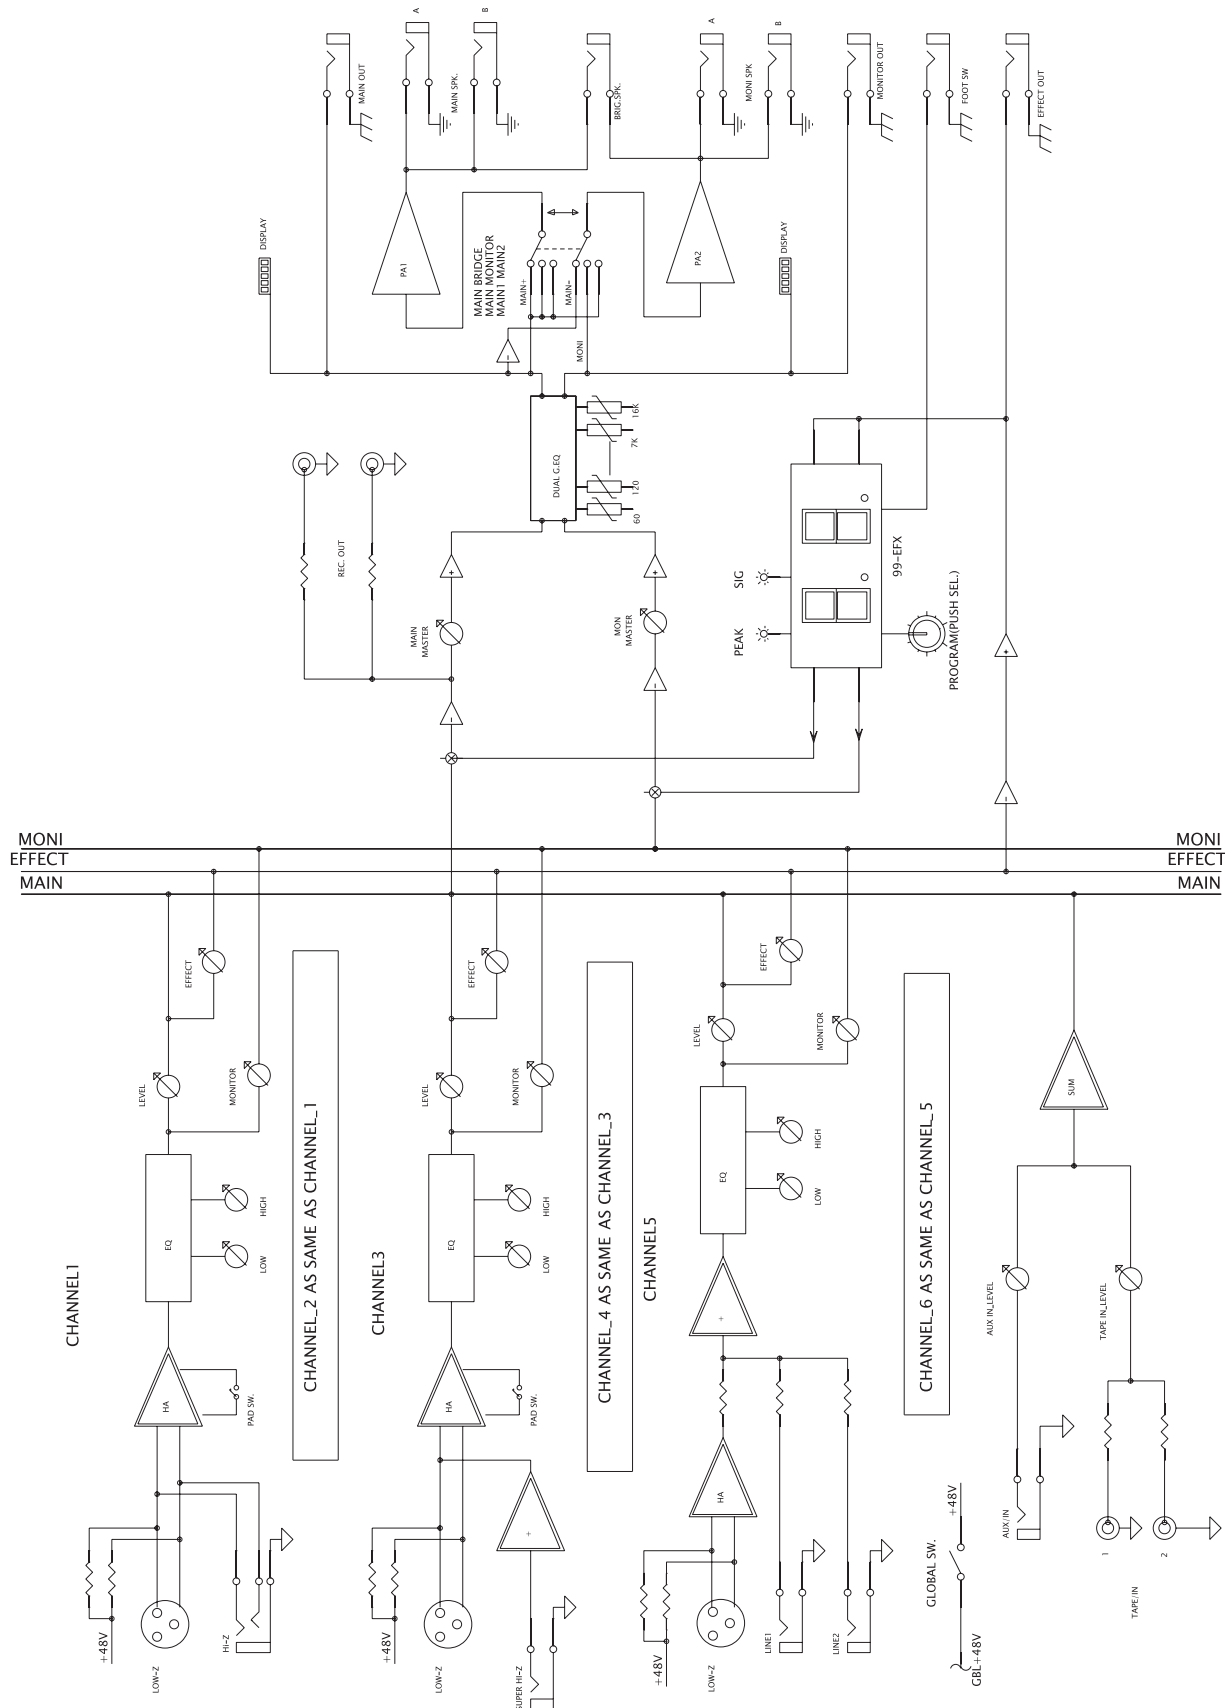 A
B
MAIN OUT
MAIN SPK.
BRIG.SPK.
A
B
MONI SPK
MONITOR OUT
FOOT SW
EFFECT OUT
DISPLAY
PA1
MAIN BRIDGE
MAIN MONITOR
MAIN1 MAIN2
MAIN+
MAIN-
MONI
PA2
DISPLAY
REC. OUT
DUAL G.EQ
60
120
7K
16K
MAIN
MASTER
+
-
MON
MASTER
+
-
-
PEAK
SIG
99-EFX
PROGRAM(PUSH SEL.)
+
-
MONI
EFFECT
MAIN
MONI
EFFECT
MAIN
CHANNEL1
EFFECT
LEVEL
MONITOR
EQ
HIGH
LOW
HA
PAD SW.
+48V
LOW-Z
HI-Z
CHANNEL_2 AS SAME AS CHANNEL_1
CHANNEL3
EFFECT
LEVEL
MONITOR
EQ
HIGH
LOW
HA
PAD SW.
+
+48V
LOW-Z
SUPER HI-Z
CHANNEL_4 AS SAME AS CHANNEL_3
CHANNEL5
EFFECT
LEVEL
MONITOR
EQ
HIGH
LOW
+
HA
+48V
LOW-Z
LINE1
LINE2
CHANNEL_6 AS SAME AS CHANNEL_5
GLOBAL SW.
+48V
GBL+48V
SUM
AUX IN_LEVEL
TAPE IN_LEVEL
AUX/IN
1
2
TAPE/IN